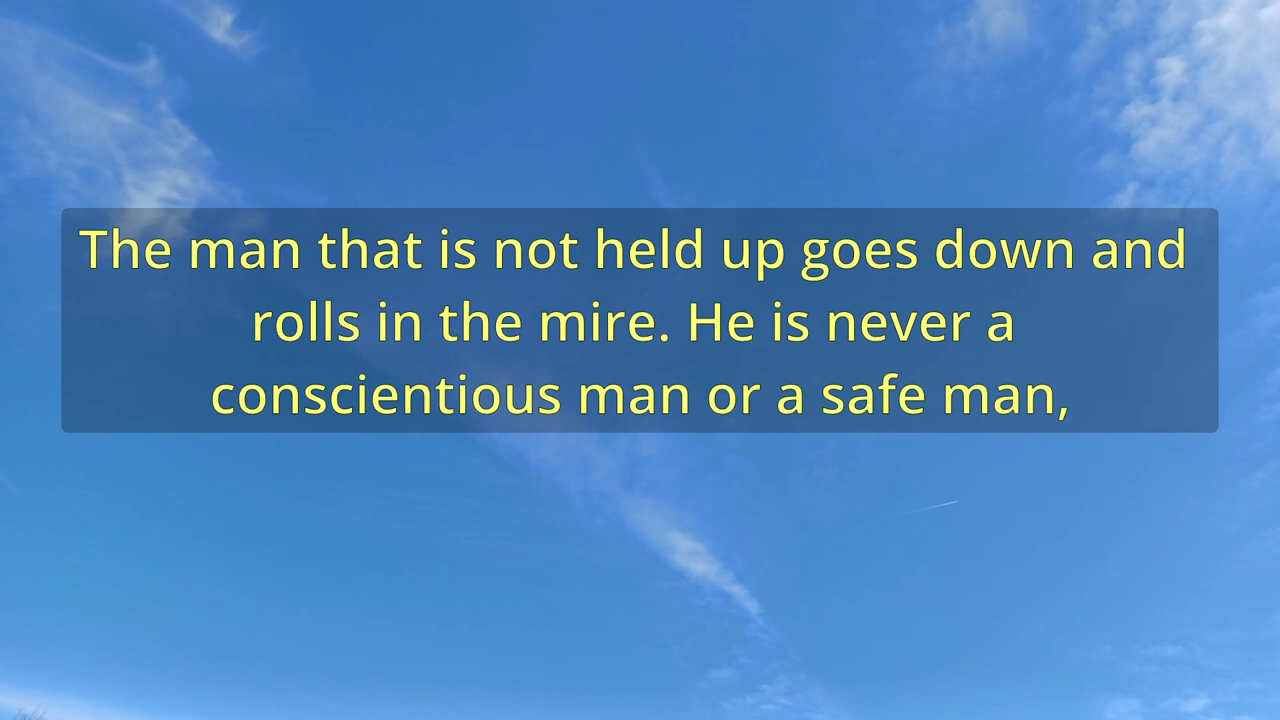 The man that is not held up goes down and
rolls in the mire. He is never a
conscientious man or a safe man,